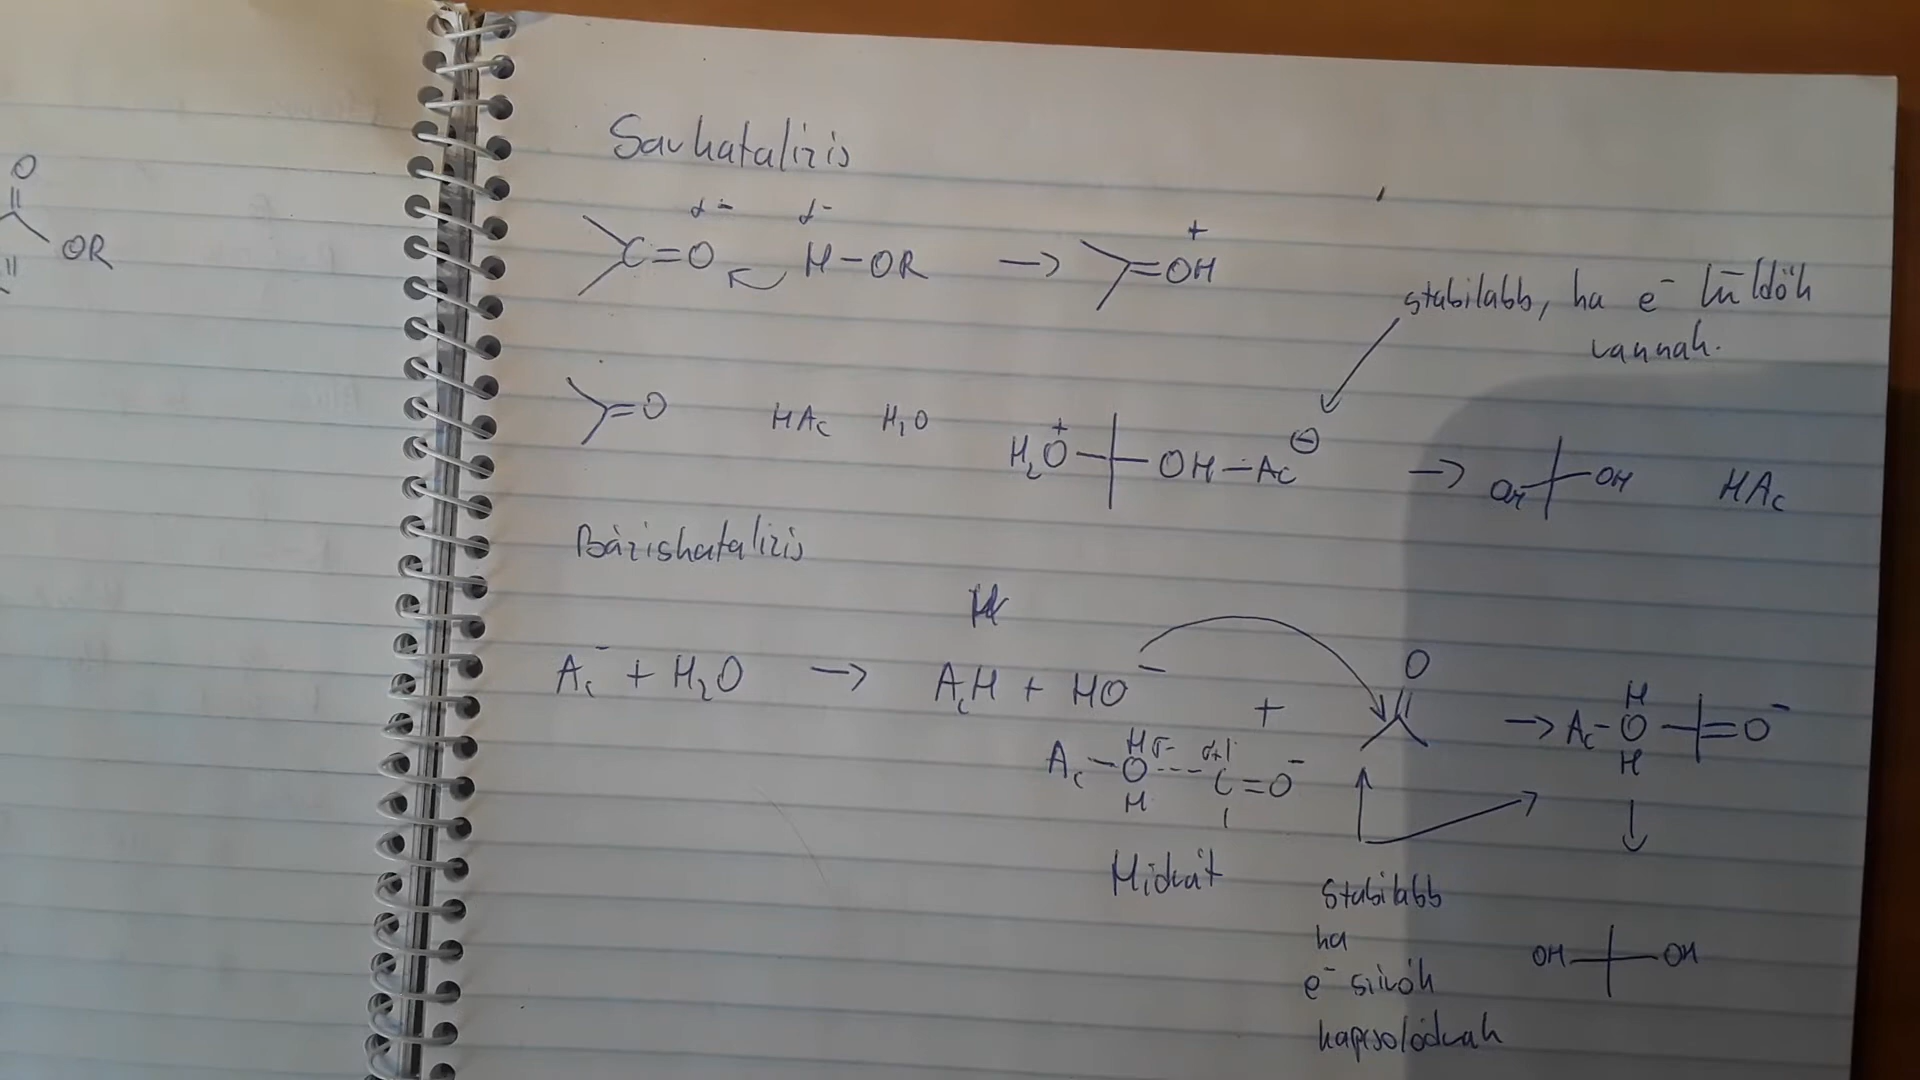 O
OR
Savkatalízis
δ- δ-
C=O H-OR → =OH+
stabilabb, ha e- küldők
vannak.
=O HAc H2O H2O+ OH-Ac ⊖ → OH OH HAc
Báziskatalízis
Ac- + H2O → AcH + HO- + O → Ac-O=O-
H H
Ac-O---C=O-
H δ- δ+
H
Hidrát
Stabilabb
ha
e- szívók
kapcsolódnak
OH OH